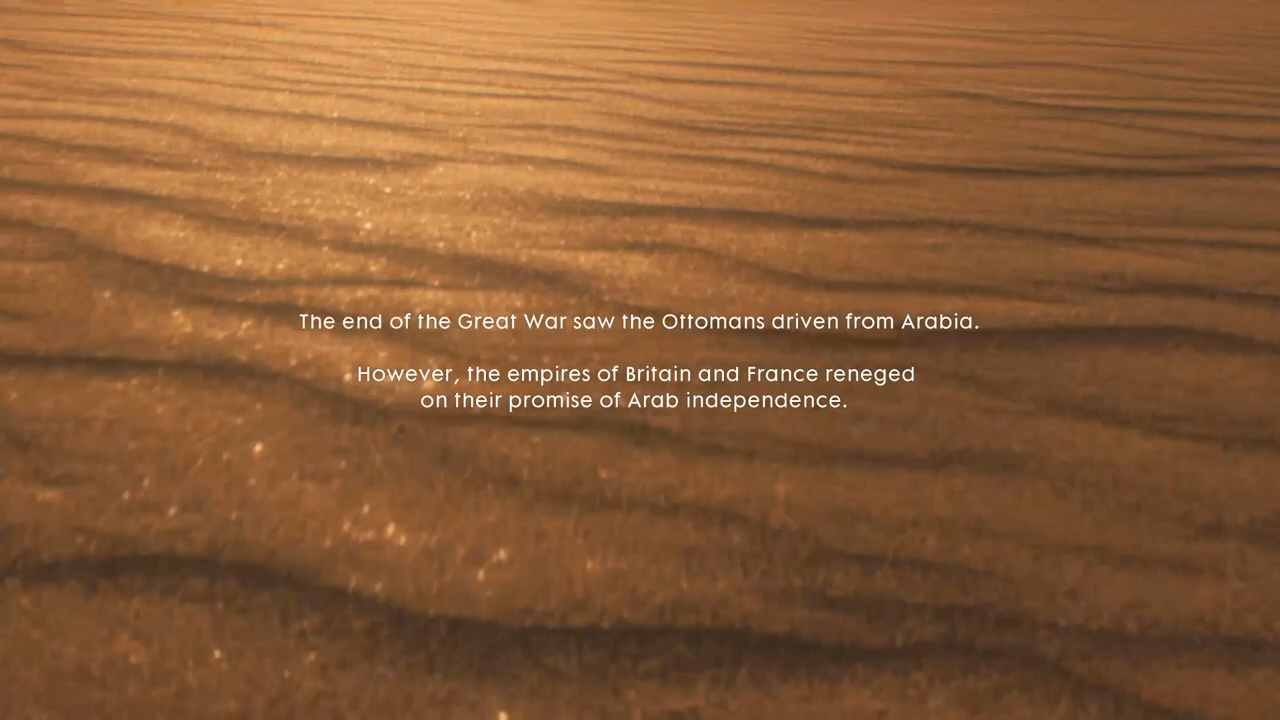 The end of the Great War saw the Ottomans driven from Arabia.
However, the empires of Britain and France reneged
on their promise of Arab independence.